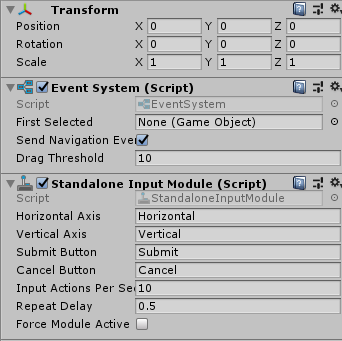 Transform
Position X 0 Y 0 Z 0
Rotation X 0 Y 0 Z 0
Scale X 1 Y 1 Z 1
Event System (Script)
Script EventSystem
First Selected None (Game Object)
Send Navigation Eve
Drag Threshold 10
Standalone Input Module (Script)
Script StandaloneInputModule
Horizontal Axis Horizontal
Vertical Axis Vertical
Submit Button Submit
Cancel Button Cancel
Input Actions Per Sec 10
Repeat Delay 0.5
Force Module Active